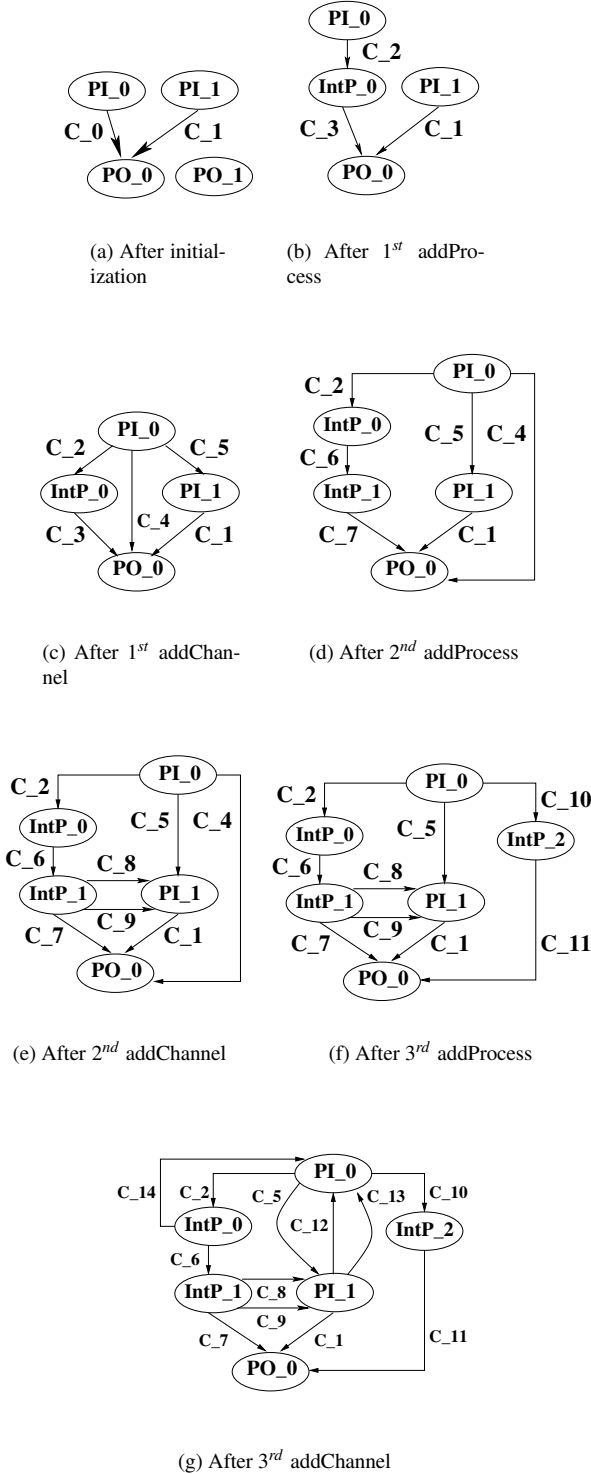 PI_0
C_2
PI_0 PI_1 IntP_0 PI_1
C_0 C_1 C_3 C_1
PO_0 PO_1 PO_0
(a) After initial-
ization
(b) After 1st addPro-
cess
PI_0
C_2 C_5
IntP_0 PI_1
C_4
C_3 C_1
PO_0
(c) After 1st addChan-
nel
PI_0
C_2
IntP_0
C_5 C_4
C_6
IntP_1 PI_1
C_7 C_1
PO_0
(d) After 2nd addProcess
PI_0
C_2
IntP_0 C_5 C_4
C_6 C_8
IntP_1 PI_1
C_9
C_7 C_1
PO_0
(e) After 2nd addChannel
PI_0
C_2 C_10
IntP_0 C_5 IntP_2
C_6 C_8
IntP_1 PI_1
C_9
C_7 C_1 C_11
PO_0
(f) After 3rd addProcess
PI_0
C_14 C_2 C_5 C_13 C_10
IntP_0 C_12 IntP_2
C_6
IntP_1 C_8 PI_1
C_9
C_7 C_1 C_11
PO_0
(g) After 3rd addChannel